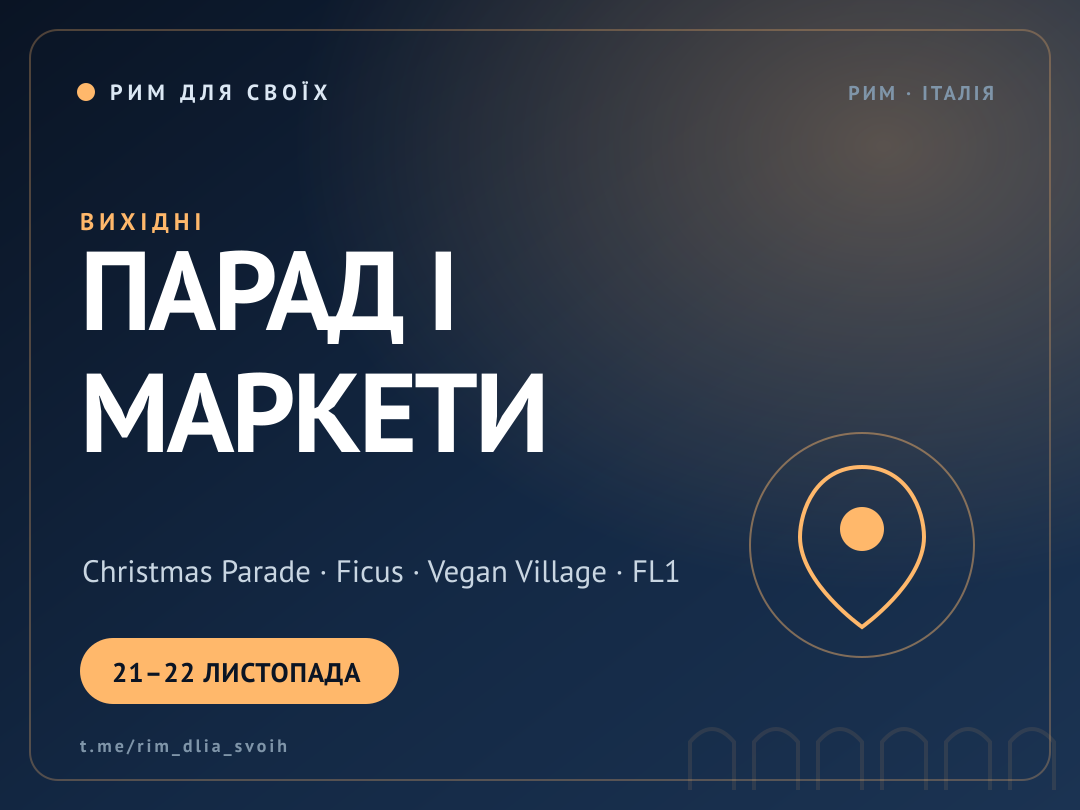 РИМ ДЛЯ СВОЇХ
РИМ · ІТАЛІЯ
ВИХІДНІ
ПАРАД І
МАРКЕТИ
Christmas Parade · Ficus · Vegan Village · FL1
21–22 ЛИСТОПАДА
t.me/rim_dlia_svoih